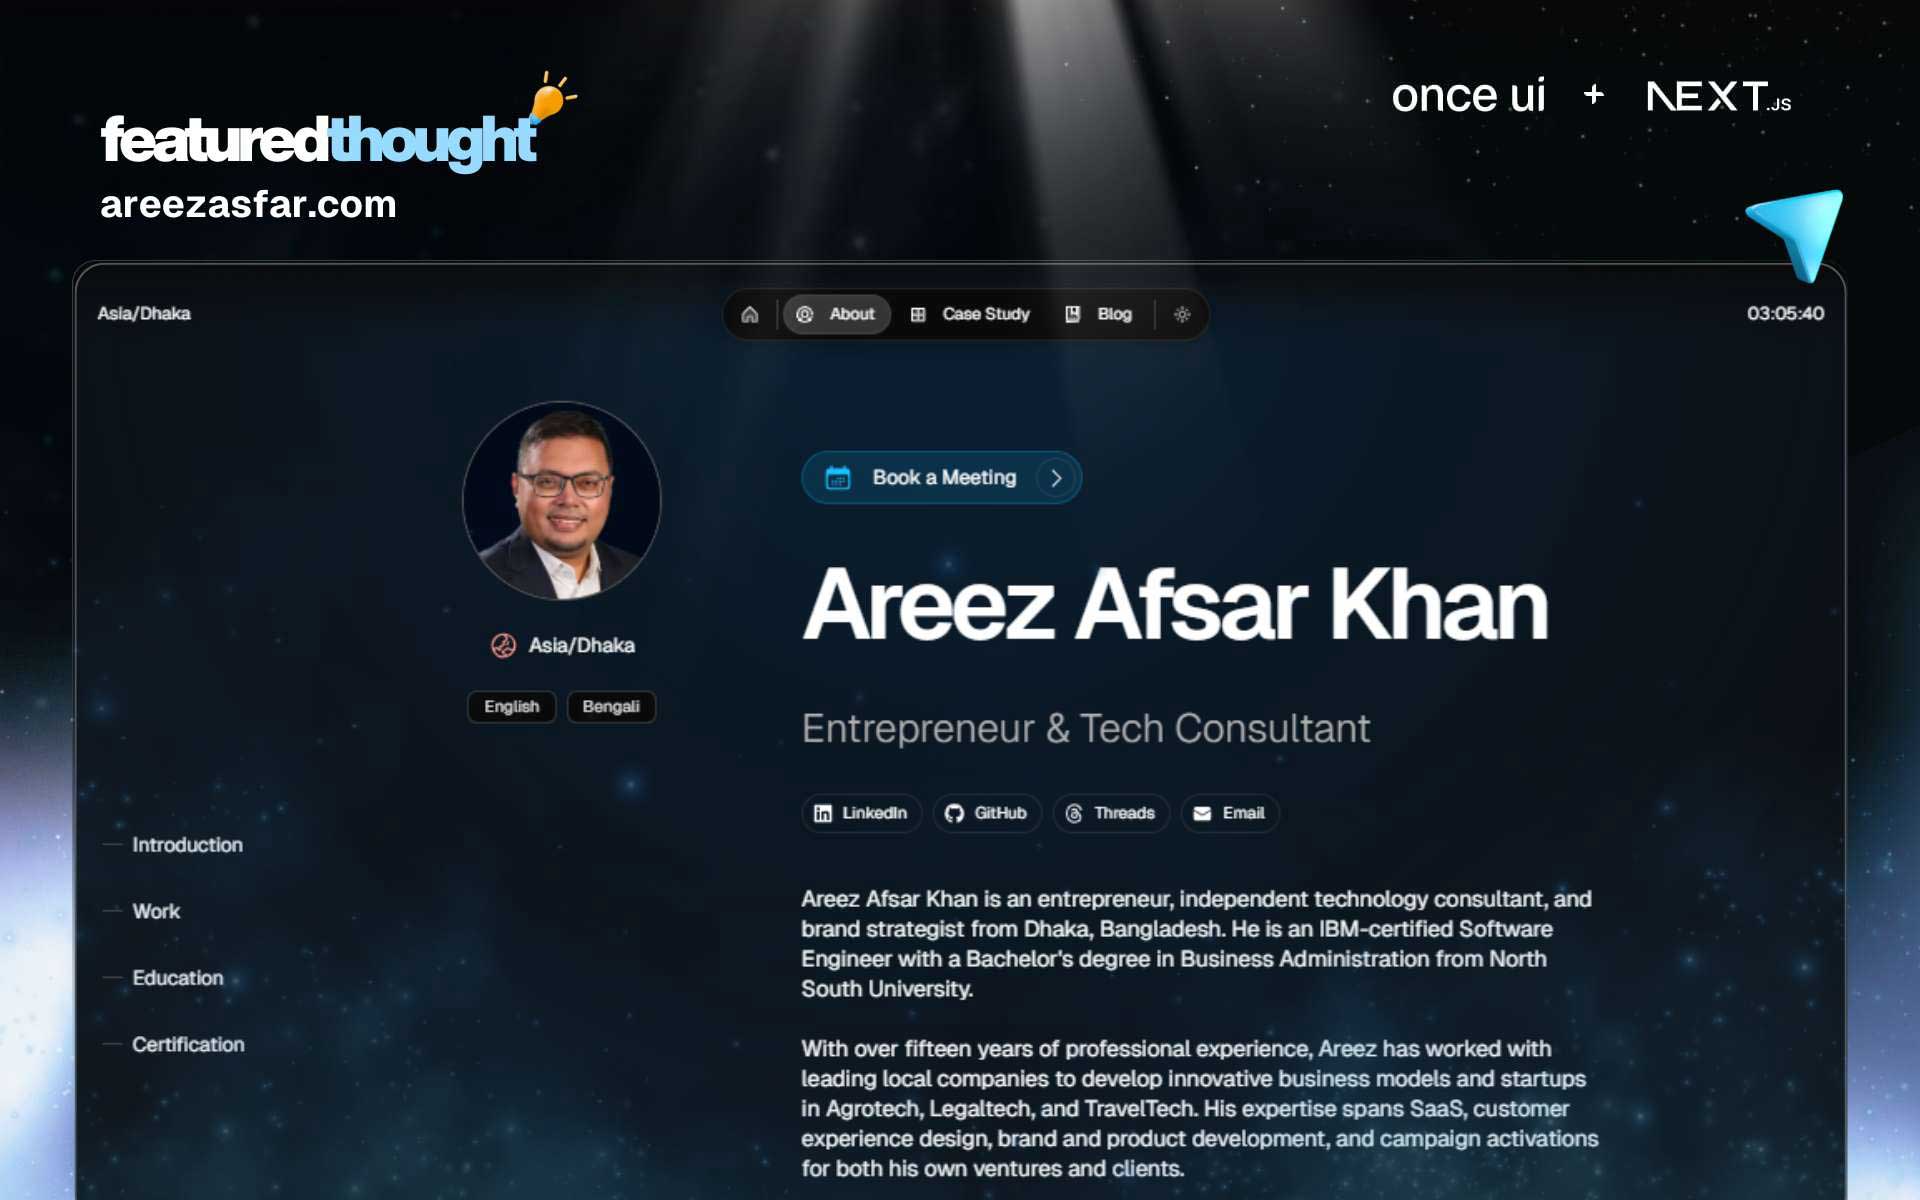 featuredthought
areezasfar.com
once ui + NEXT.JS
Asia/Dhaka
About
Case Study
Blog
03:05:40
Asia/Dhaka
English
Bengali
Introduction
Work
Education
Certification
Book a Meeting
Areez Afsar Khan
Entrepreneur & Tech Consultant
LinkedIn
GitHub
Threads
Email
Areez Afsar Khan is an entrepreneur, independent technology consultant, and
brand strategist from Dhaka, Bangladesh. He is an IBM-certified Software
Engineer with a Bachelor's degree in Business Administration from North
South University.
With over fifteen years of professional experience, Areez has worked with
leading local companies to develop innovative business models and startups
in Agrotech, Legaltech, and TravelTech. His expertise spans SaaS, customer
experience design, brand and product development, and campaign activations
for both his own ventures and clients.